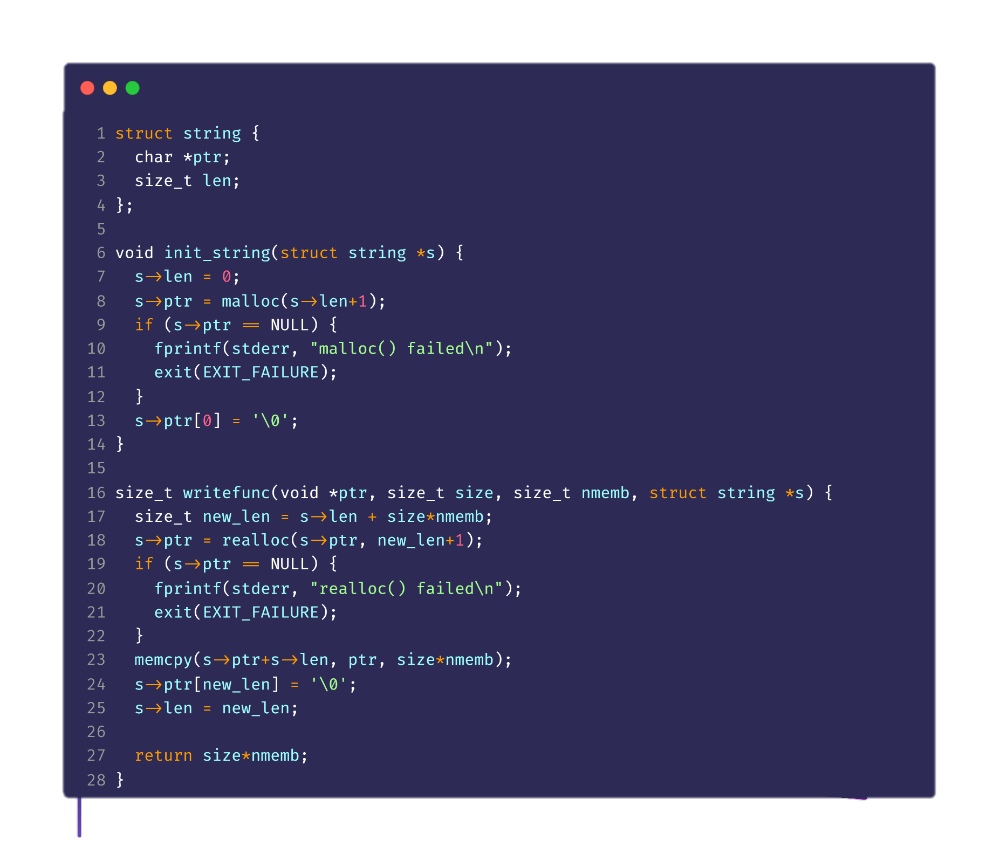 1 struct string {
2   char *ptr;
3   size_t len;
4 };
5
6 void init_string(struct string *s) {
7   s->len = 0;
8   s->ptr = malloc(s->len+1);
9   if (s->ptr == NULL) {
10     fprintf(stderr, "malloc() failed\n");
11     exit(EXIT_FAILURE);
12   }
13   s->ptr[0] = '\0';
14 }
15
16 size_t writefunc(void *ptr, size_t size, size_t nmemb, struct string *s) {
17   size_t new_len = s->len + size*nmemb;
18   s->ptr = realloc(s->ptr, new_len+1);
19   if (s->ptr == NULL) {
20     fprintf(stderr, "realloc() failed\n");
21     exit(EXIT_FAILURE);
22   }
23   memcpy(s->ptr+s->len, ptr, size*nmemb);
24   s->ptr[new_len] = '\0';
25   s->len = new_len;
26
27   return size*nmemb;
28 }